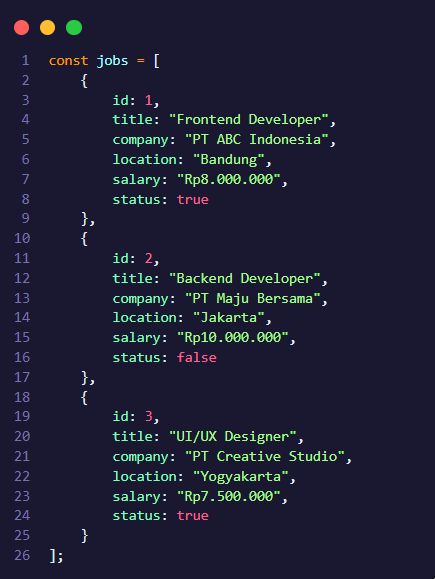 1 const jobs = [
2     {
3         id: 1,
4         title: "Frontend Developer",
5         company: "PT ABC Indonesia",
6         location: "Bandung",
7         salary: "Rp8.000.000",
8         status: true
9     },
10     {
11         id: 2,
12         title: "Backend Developer",
13         company: "PT Maju Bersama",
14         location: "Jakarta",
15         salary: "Rp10.000.000",
16         status: false
17     },
18     {
19         id: 3,
20         title: "UI/UX Designer",
21         company: "PT Creative Studio",
22         location: "Yogyakarta",
23         salary: "Rp7.500.000",
24         status: true
25     }
26 ];